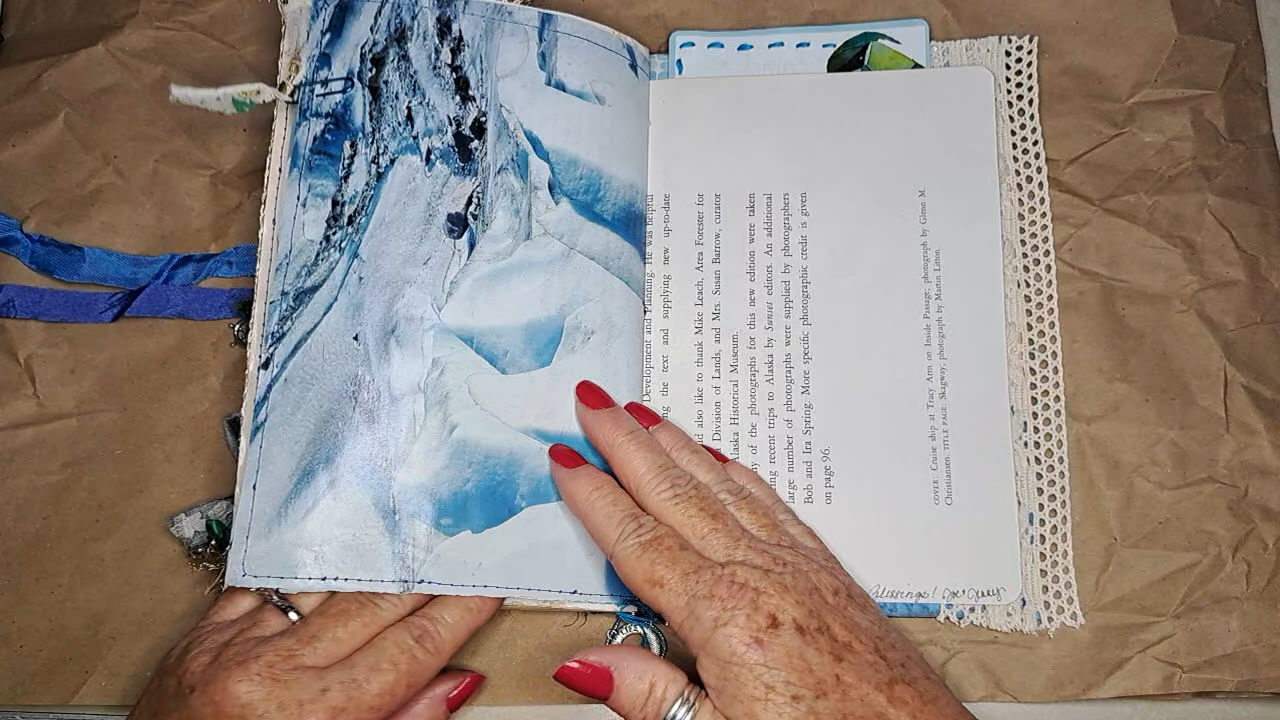 Development and Planning. He was helpful
the text and supplying new up-to-date
also like to thank Mike Leach, Area Forester for
Division of Lands, and Mrs. Susan Barrow, curator
Alaska Historical Museum.
of the photographs for this new edition were taken
recent trips to Alaska by Sunset editors. An additional
large number of photographs were supplied by photographers
Bob and Ira Spring. More specific photographic credit is given
on page 96.
COVER: Cruise ship at Tracy Arm on Inside Passage; photograph by Glenn M.
Christiansen. TITLE PAGE: Skagway; photograph by Martin Litton.
Blessings!